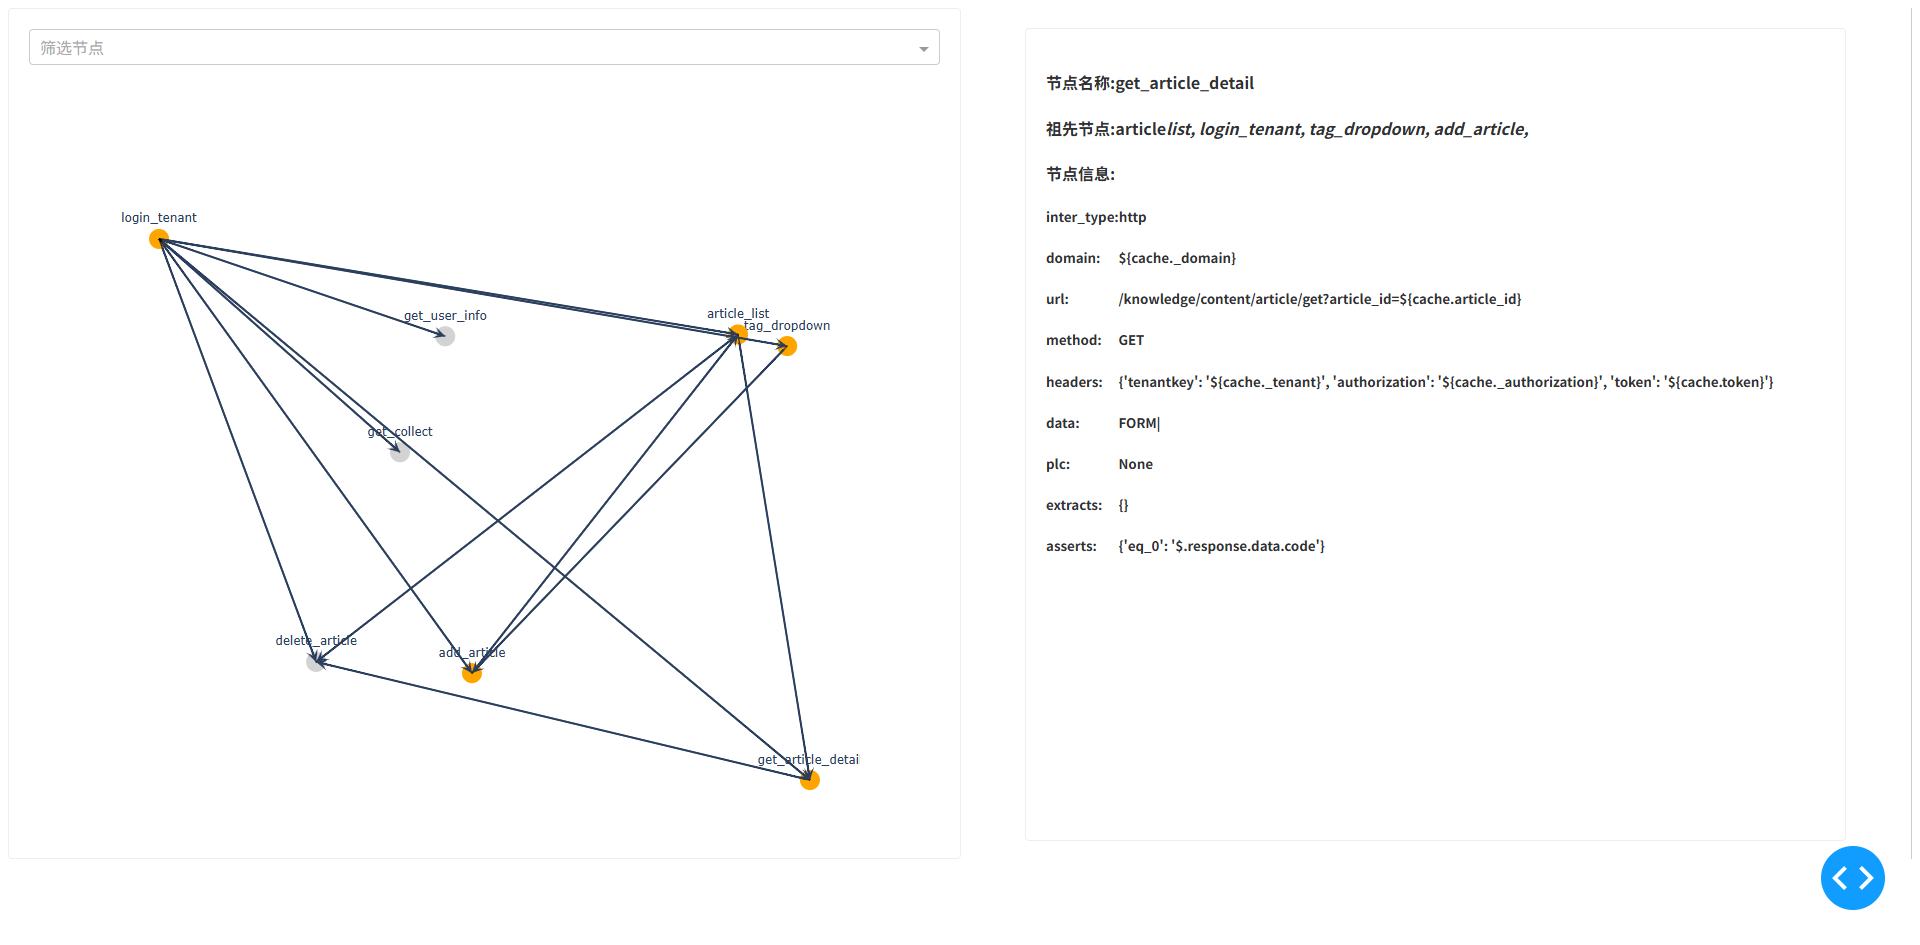 筛选节点
login_tenant
get_user_info
article_list
tag_dropdown
get_collect
delete_article
add_article
get_article_detai
节点名称:get_article_detail
祖先节点:articlelist, login_tenant, tag_dropdown, add_article,
节点信息:
inter_type:http
domain: ${cache._domain}
url: /knowledge/content/article/get?article_id=${cache.article_id}
method: GET
headers: {'tenantkey': '${cache._tenant}', 'authorization': '${cache._authorization}', 'token': '${cache.token}'}
data: FORM|
plc: None
extracts: {}
asserts: {'eq_0': '$.response.data.code'}